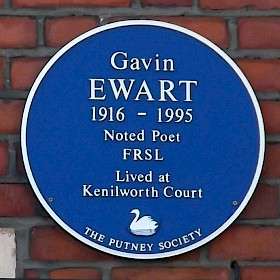 Gavin
EWART
1916 - 1995
Noted Poet
FRSL
Lived at
Kenilworth Court
THE PUTNEY SOCIETY